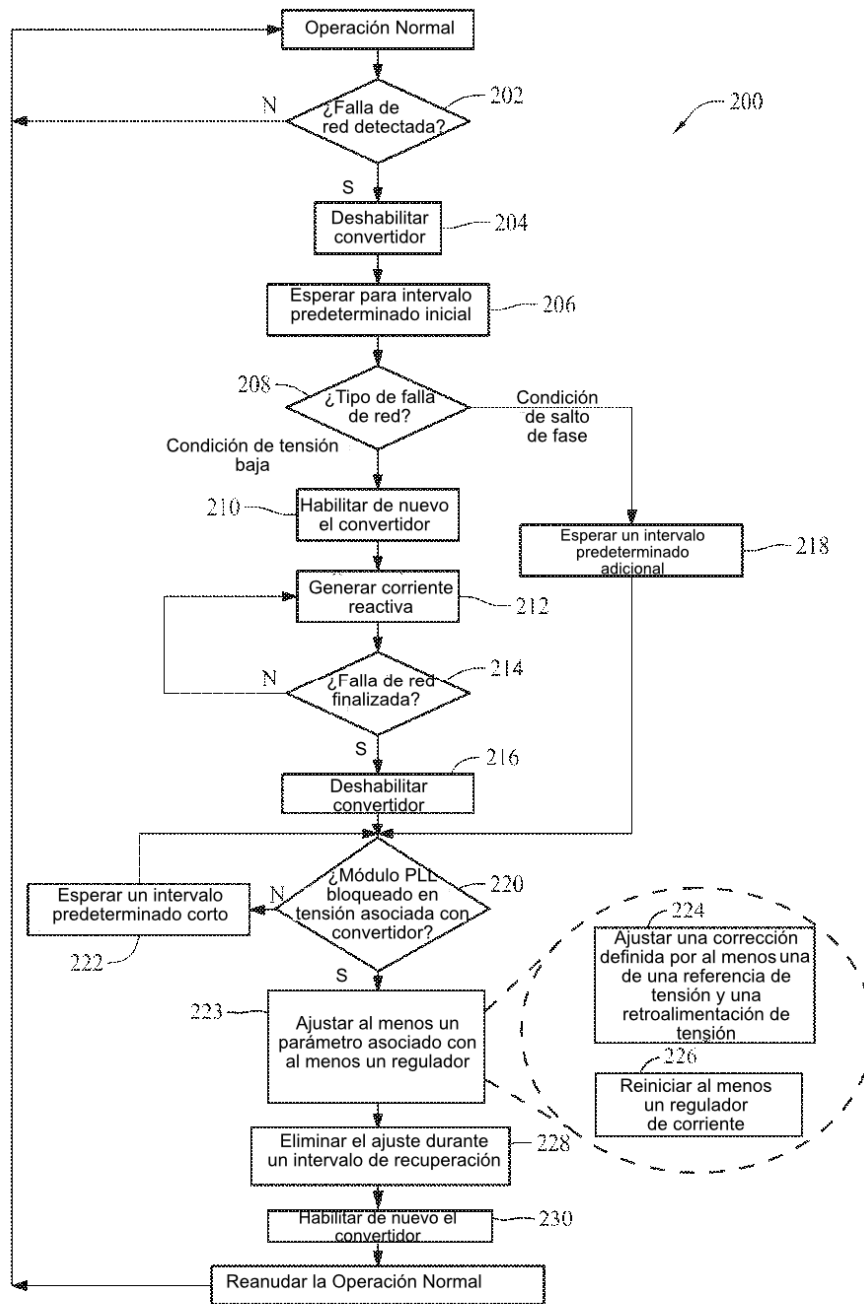 Operación Normal
202
¿Falla de
red detectada?
N
200
S
Deshabilitar
convertidor
204
Esperar para intervalo
predeterminado inicial
206
208
¿Tipo de falla
de red?
Condición
de salto
de fase
Condición de tensión
baja
210
Habilitar de nuevo
el convertidor
Esperar un intervalo
predeterminado
adicional
218
Generar corriente
reactiva
212
214
¿Falla de red
finalizada?
N
S
216
Deshabilitar
convertidor
¿Módulo PLL
bloqueado en
tensión asociada con
convertidor?
220
N
Esperar un intervalo
predeterminado corto
222
S
224
Ajustar una corrección
definida por al menos una
de una referencia de
tensión y una
retroalimentación de
tensión
223
Ajustar al menos un
parámetro asociado con
al menos un regulador
226
Reiniciar al menos
un regulador
de corriente
Eliminar el ajuste durante
un intervalo de recuperación
228
Habilitar de nuevo el
convertidor
230
Reanudar la Operación Normal